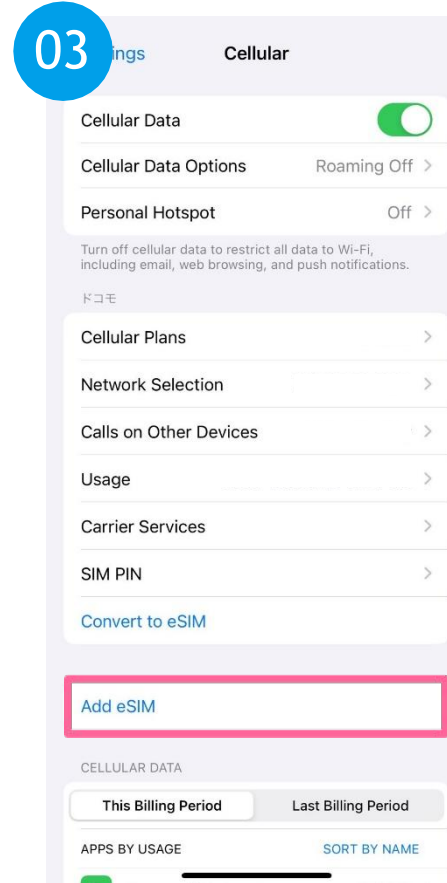 03
ings
Cellular
Cellular Data
Cellular Data Options Roaming Off
Personal Hotspot Off
Turn off cellular data to restrict all data to Wi-Fi,
including email, web browsing, and push notifications.
ドコモ
Cellular Plans
Network Selection
Calls on Other Devices
Usage
Carrier Services
SIM PIN
Convert to eSIM
Add eSIM
CELLULAR DATA
This Billing Period Last Billing Period
APPS BY USAGE SORT BY NAME